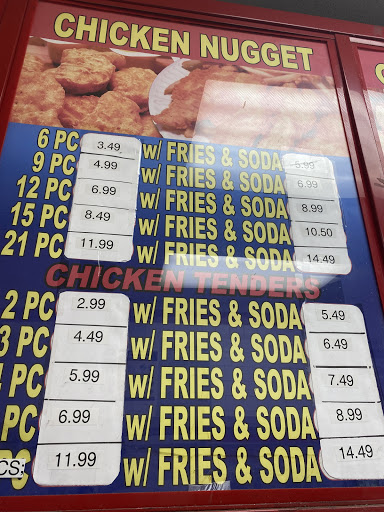 CHICKEN NUGGET
6 PC 3.49 w/ FRIES & SODA 5.99
9 PC 4.99 w/ FRIES & SODA 6.99
12 PC 6.99 w/ FRIES & SODA 8.99
15 PC 8.49 w/ FRIES & SODA 10.50
21 PC 11.99 w/ FRIES & SODA 14.49
CHICKEN TENDERS
2 PC 2.99 w/ FRIES & SODA 5.49
3 PC 4.49 w/ FRIES & SODA 6.49
PC 5.99 w/ FRIES & SODA 7.49
PC 6.99 w/ FRIES & SODA 8.99
CS: 11.99 w/ FRIES & SODA 14.49